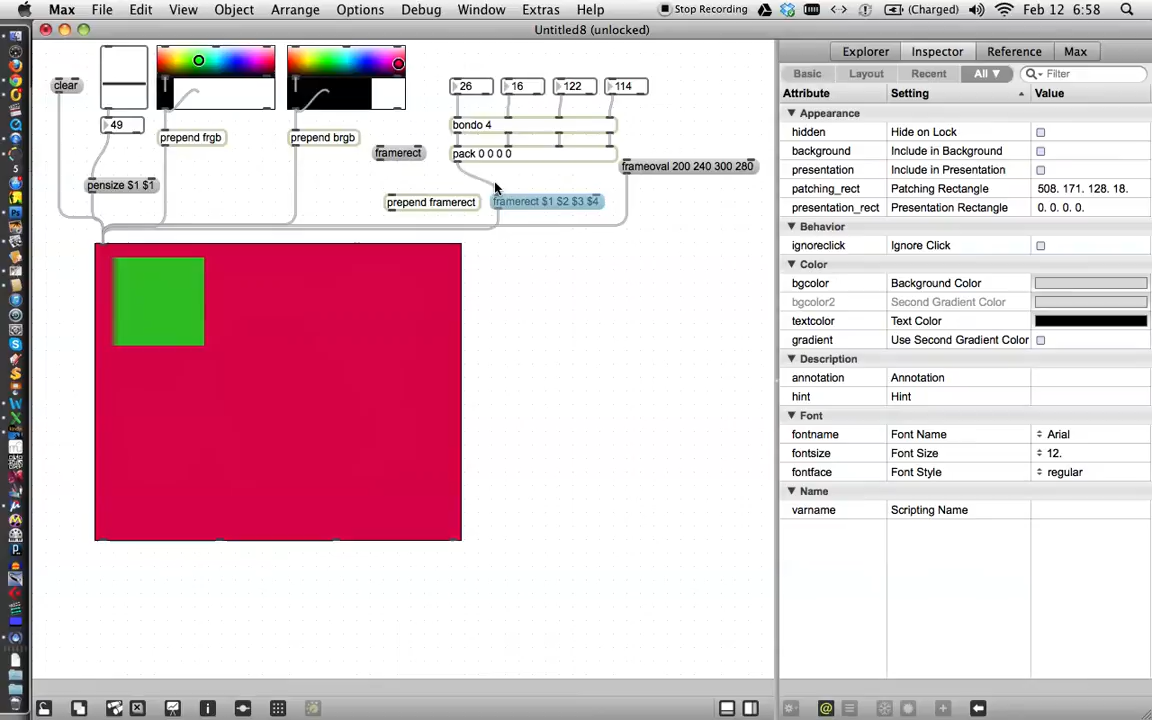 Max File Edit View Object Arrange Options Debug Window Extras Help Stop Recording (Charged) Feb 12 6:58
Untitled8 (unlocked)
Explorer Inspector Reference Max
Basic Layout Recent All ▼ Filter
Attribute Setting Value
Appearance
hidden Hide on Lock
background Include in Background
presentation Include in Presentation
patching_rect Patching Rectangle 508. 171. 128. 18.
presentation_rect Presentation Rectangle 0. 0. 0. 0.
Behavior
ignoreclick Ignore Click
Color
bgcolor Background Color
bgcolor2 Second Gradient Color
textcolor Text Color
gradient Use Second Gradient Color
Description
annotation Annotation
hint Hint
Font
fontname Font Name Arial
fontsize Font Size 12.
fontface Font Style regular
Name
varname Scripting Name
clear
26 16 122 114
49
bondo 4
prepend frgb
prepend brgb
framerect
pack 0 0 0 0
frameoval 200 240 300 280
pensize $1 $1
prepend framerect
framerect $1 $2 $3 $4